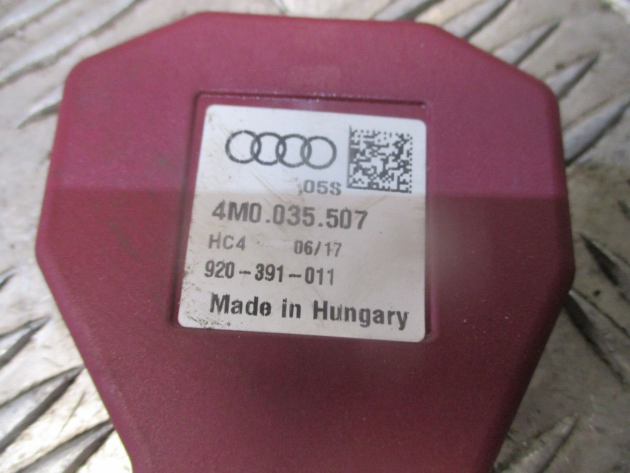 05S
4M0.035.507
HC4 06/17
920-391-011
Made in Hungary